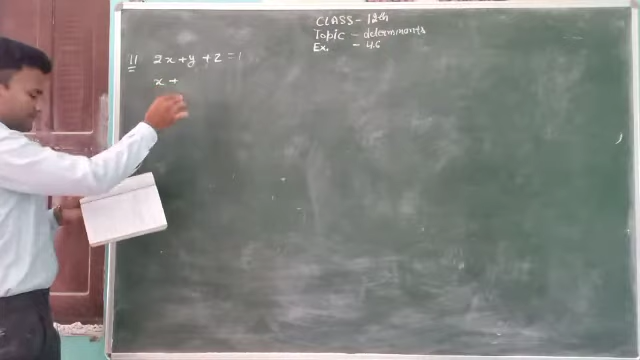 CLASS - 12th
Topic - determinants
Ex. - 4.6
11 2x + y + z = 1
x +